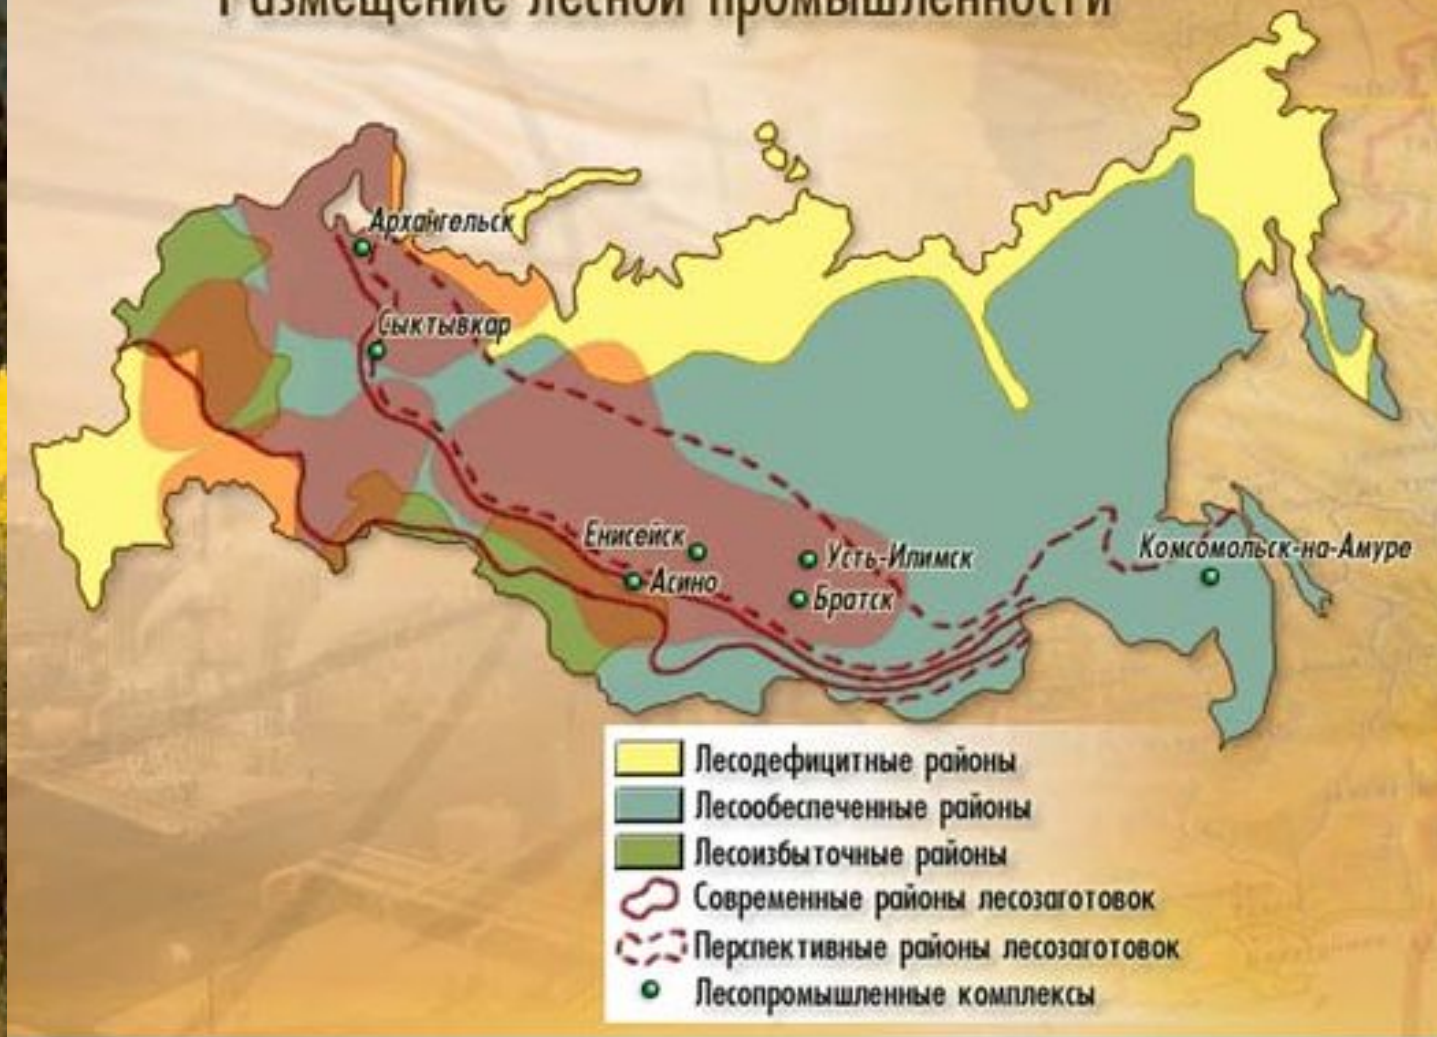 Размещение лесной промышленности
Архангельск
Сыктывкар
Енисейск
Усть-Илимск
Комсомольск-на-Амуре
Асино
Братск
Лесодефицитные районы
Лесообеспеченные районы
Лесоизбыточные районы
Современные районы лесозаготовок
Перспективные районы лесозаготовок
Лесопромышленные комплексы